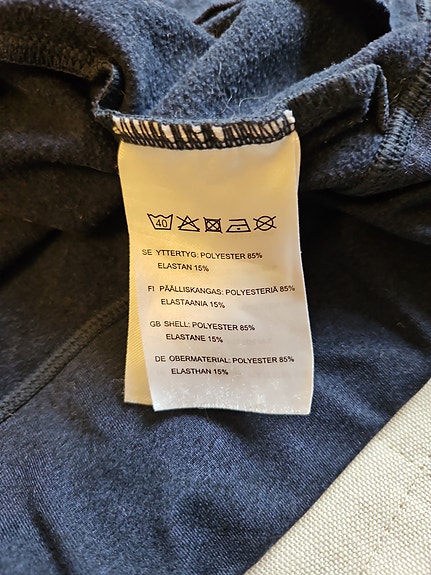 40
SE YTTERTYG: POLYESTER 85%
ELASTAN 15%
FI PÄÄLLISKANGAS: POLYESTERIÄ 85%
ELASTAANIA 15%
GB SHELL: POLYESTER 85%
ELASTANE 15%
DE OBERMATERIAL: POLYESTER 85%
ELASTHAN 15%